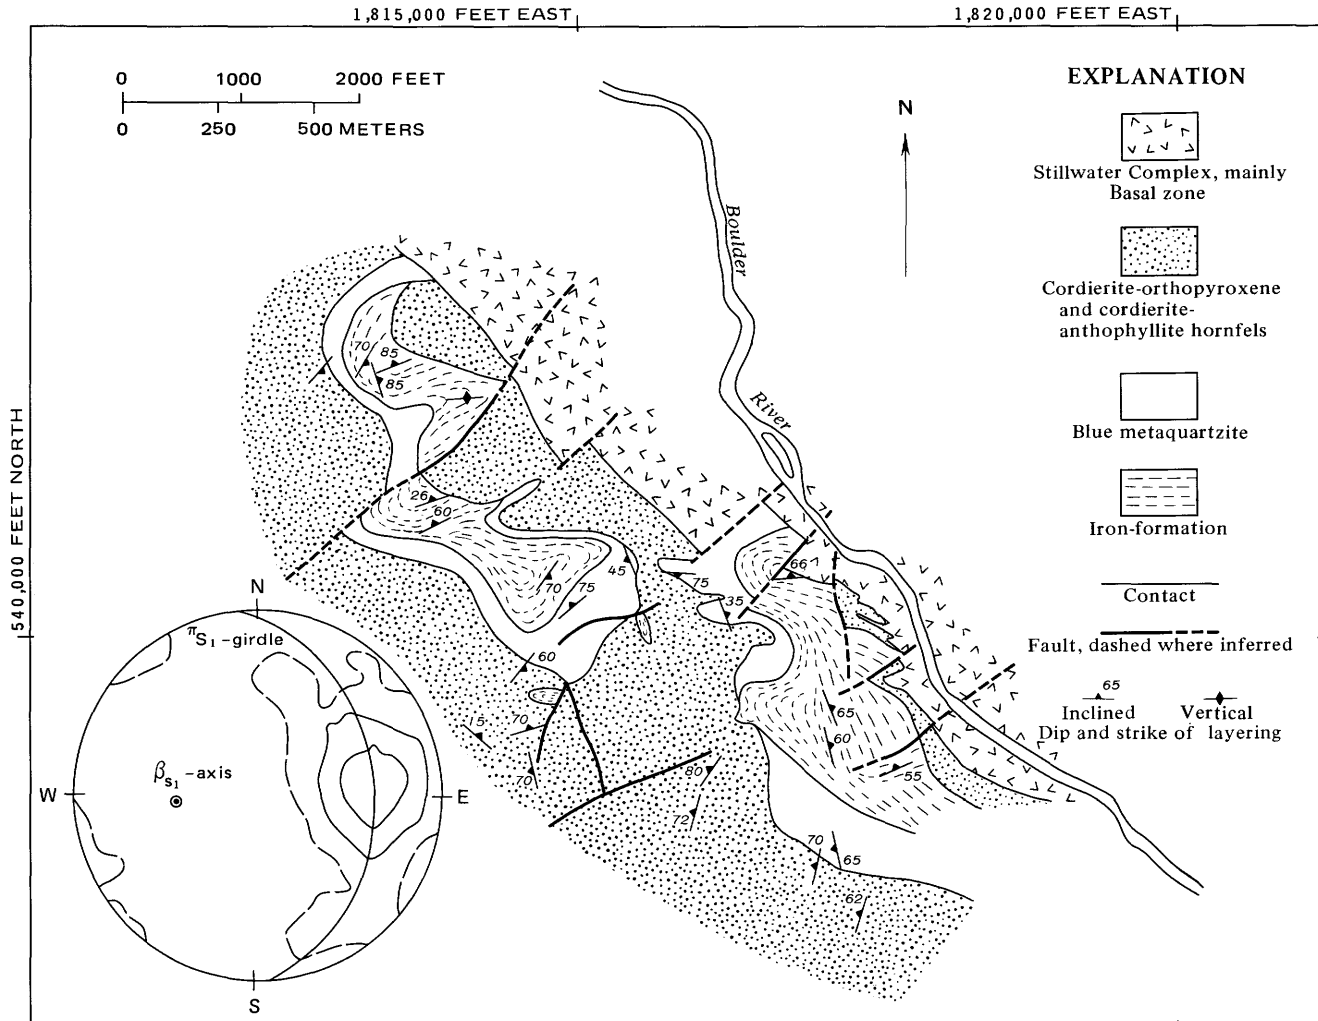 1,815,000 FEET EAST
1,820,000 FEET EAST
0 1000 2000 FEET
0 250 500 METERS
N
Boulder
River
540,000 FEET NORTH
EXPLANATION
Stillwater Complex, mainly
Basal zone
Cordierite-orthopyroxene
and cordierite-
anthophyllite hornfels
Blue metaquartzite
Iron-formation
Contact
Fault, dashed where inferred
65
Inclined Vertical
Dip and strike of layering
70
85
85
26
60
45
70
75
75
35
66
60
15
70
70
65
60
55
80
72
70
65
62
N
πS1-girdle
βS1-axis
W
E
S